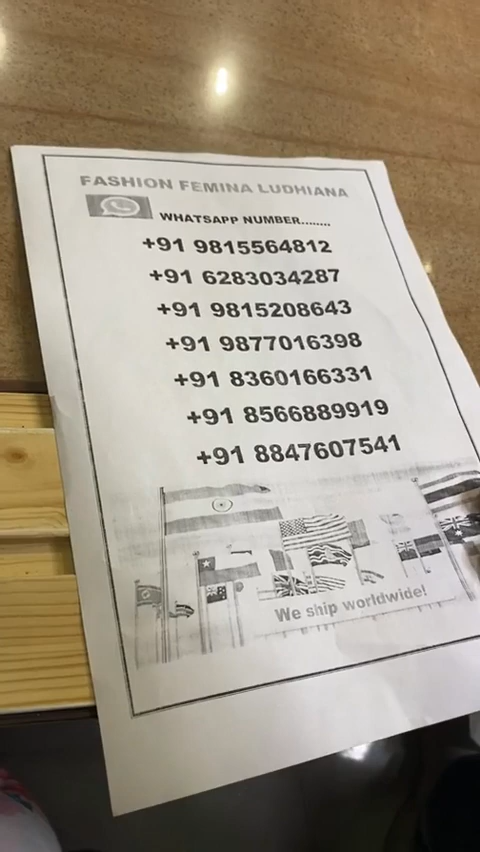 FASHION FEMINA LUDHIANA
WHATSAPP NUMBER........
+91 9815564812
+91 6283034287
+91 9815208643
+91 9877016398
+91 8360166331
+91 8566889919
+91 8847607541
We ship worldwide!